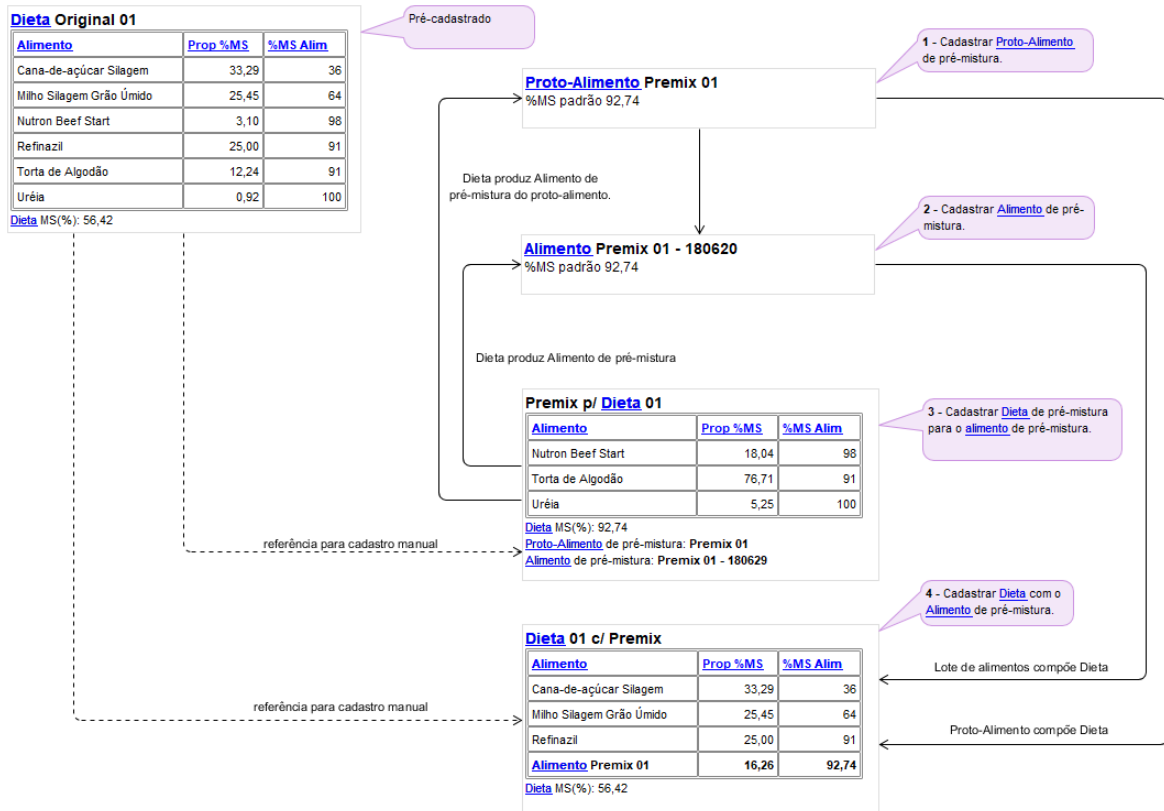 Dieta Original 01
Alimento Prop %MS %MS Alim
Cana-de-açúcar Silagem 33,29 36
Milho Silagem Grão Úmido 25,45 64
Nutron Beef Start 3,10 98
Refinazil 25,00 91
Torta de Algodão 12,24 91
Uréia 0,92 100
Dieta MS(%): 56,42
Pré-cadastrado
1 - Cadastrar Proto-Alimento
de pré-mistura.
Proto-Alimento Premix 01
%MS padrão 92,74
Dieta produz Alimento de
pré-mistura do proto-alimento.
2 - Cadastrar Alimento de pré-
mistura.
Alimento Premix 01 - 180620
%MS padrão 92,74
Dieta produz Alimento de pré-mistura
Premix p/ Dieta 01
Alimento Prop %MS %MS Alim
Nutron Beef Start 18,04 98
Torta de Algodão 76,71 91
Uréia 5,25 100
Dieta MS(%): 92,74
Proto-Alimento de pré-mistura: Premix 01
Alimento de pré-mistura: Premix 01 - 180629
3 - Cadastrar Dieta de pré-mistura
para o alimento de pré-mistura.
referência para cadastro manual
4 - Cadastrar Dieta com o
Alimento de pré-mistura.
Dieta 01 c/ Premix
Alimento Prop %MS %MS Alim
Cana-de-açúcar Silagem 33,29 36
Milho Silagem Grão Úmido 25,45 64
Refinazil 25,00 91
Alimento Premix 01 16,26 92,74
Dieta MS(%): 56,42
Lote de alimentos compõe Dieta
referência para cadastro manual
Proto-Alimento compõe Dieta